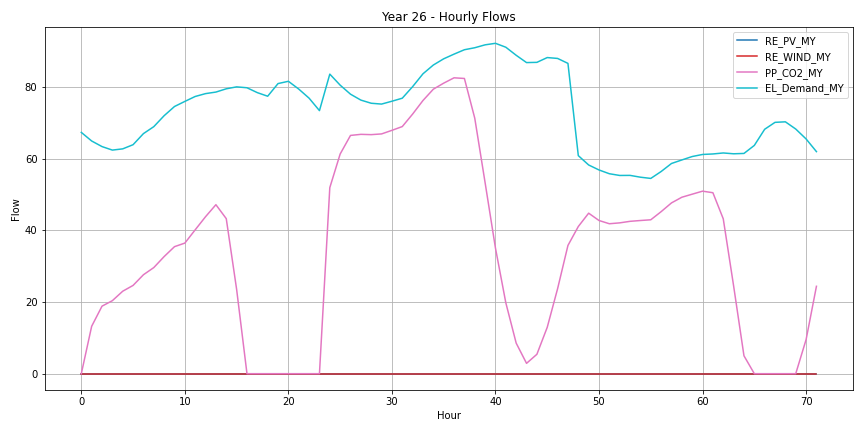 Year 26 - Hourly Flows
RE_PV_MY
RE_WIND_MY
PP_CO2_MY
EL_Demand_MY
Flow
80
60
40
20
0
0 10 20 30 40 50 60 70
Hour